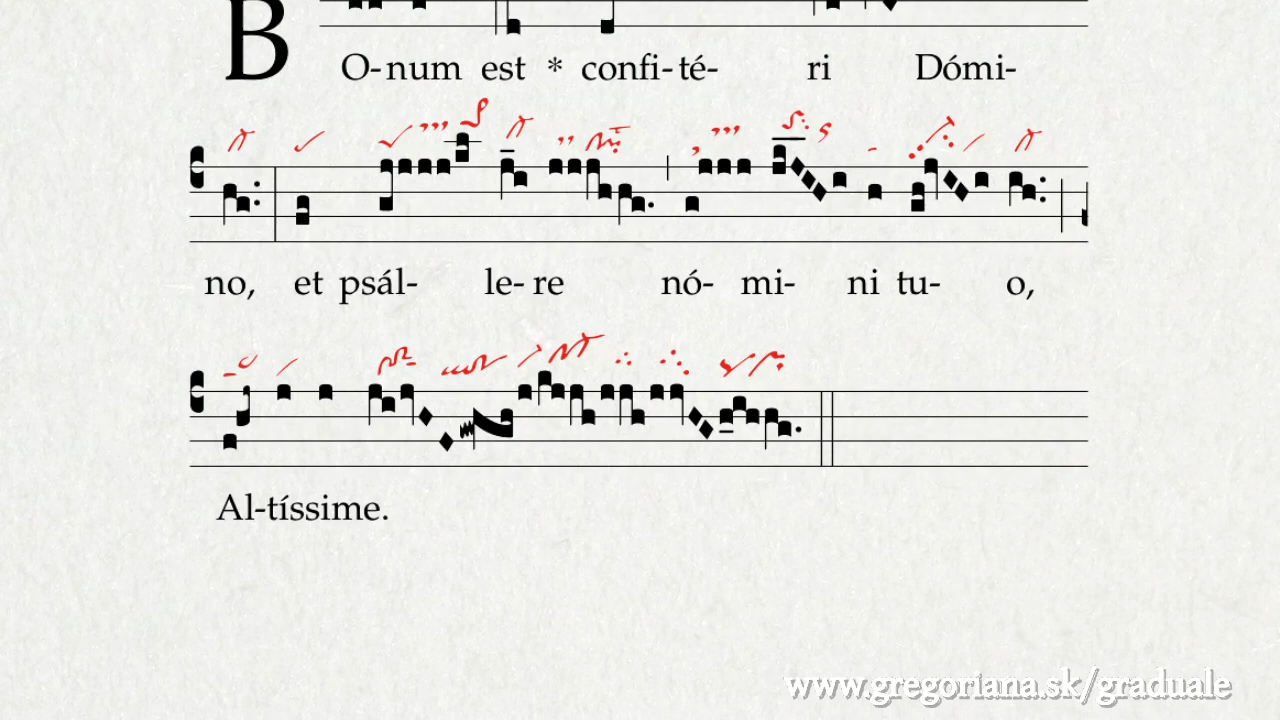 BO-num est * confi-té- ri Dómi-
no, et psál- le-re nó- mi- ni tu- o,
Al-tíssime.
www.gregoriana.sk/graduale